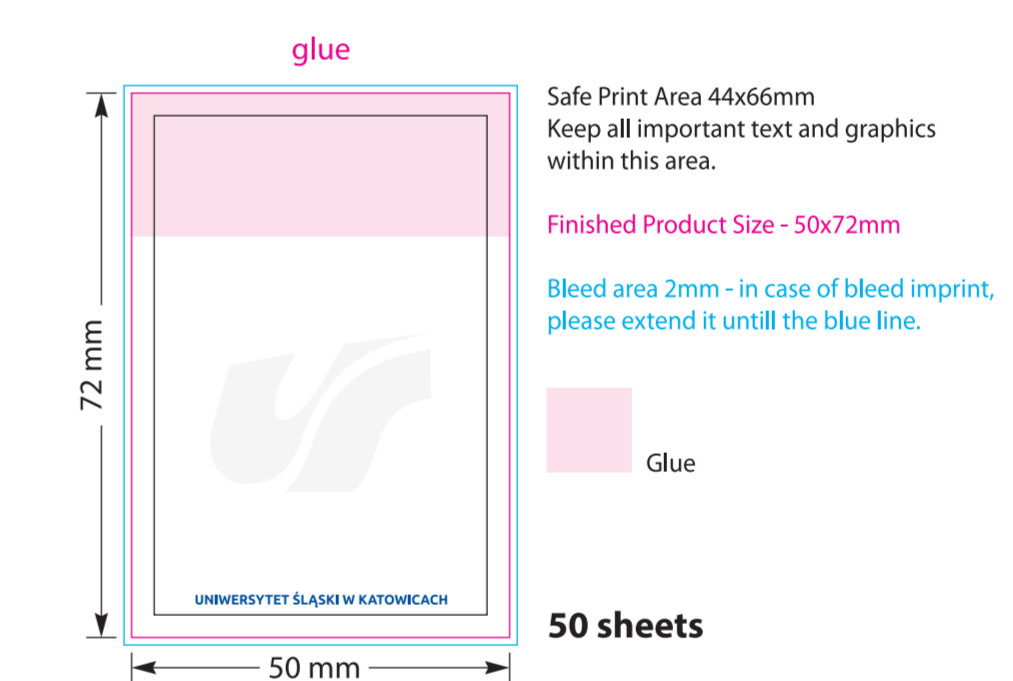 glue
Safe Print Area 44x66mm
Keep all important text and graphics
within this area.
Finished Product Size - 50x72mm
Bleed area 2mm - in case of bleed imprint,
please extend it untill the blue line.
72 mm
Glue
UNIWERSYTET ŚLĄSKI W KATOWICACH
50 sheets
50 mm